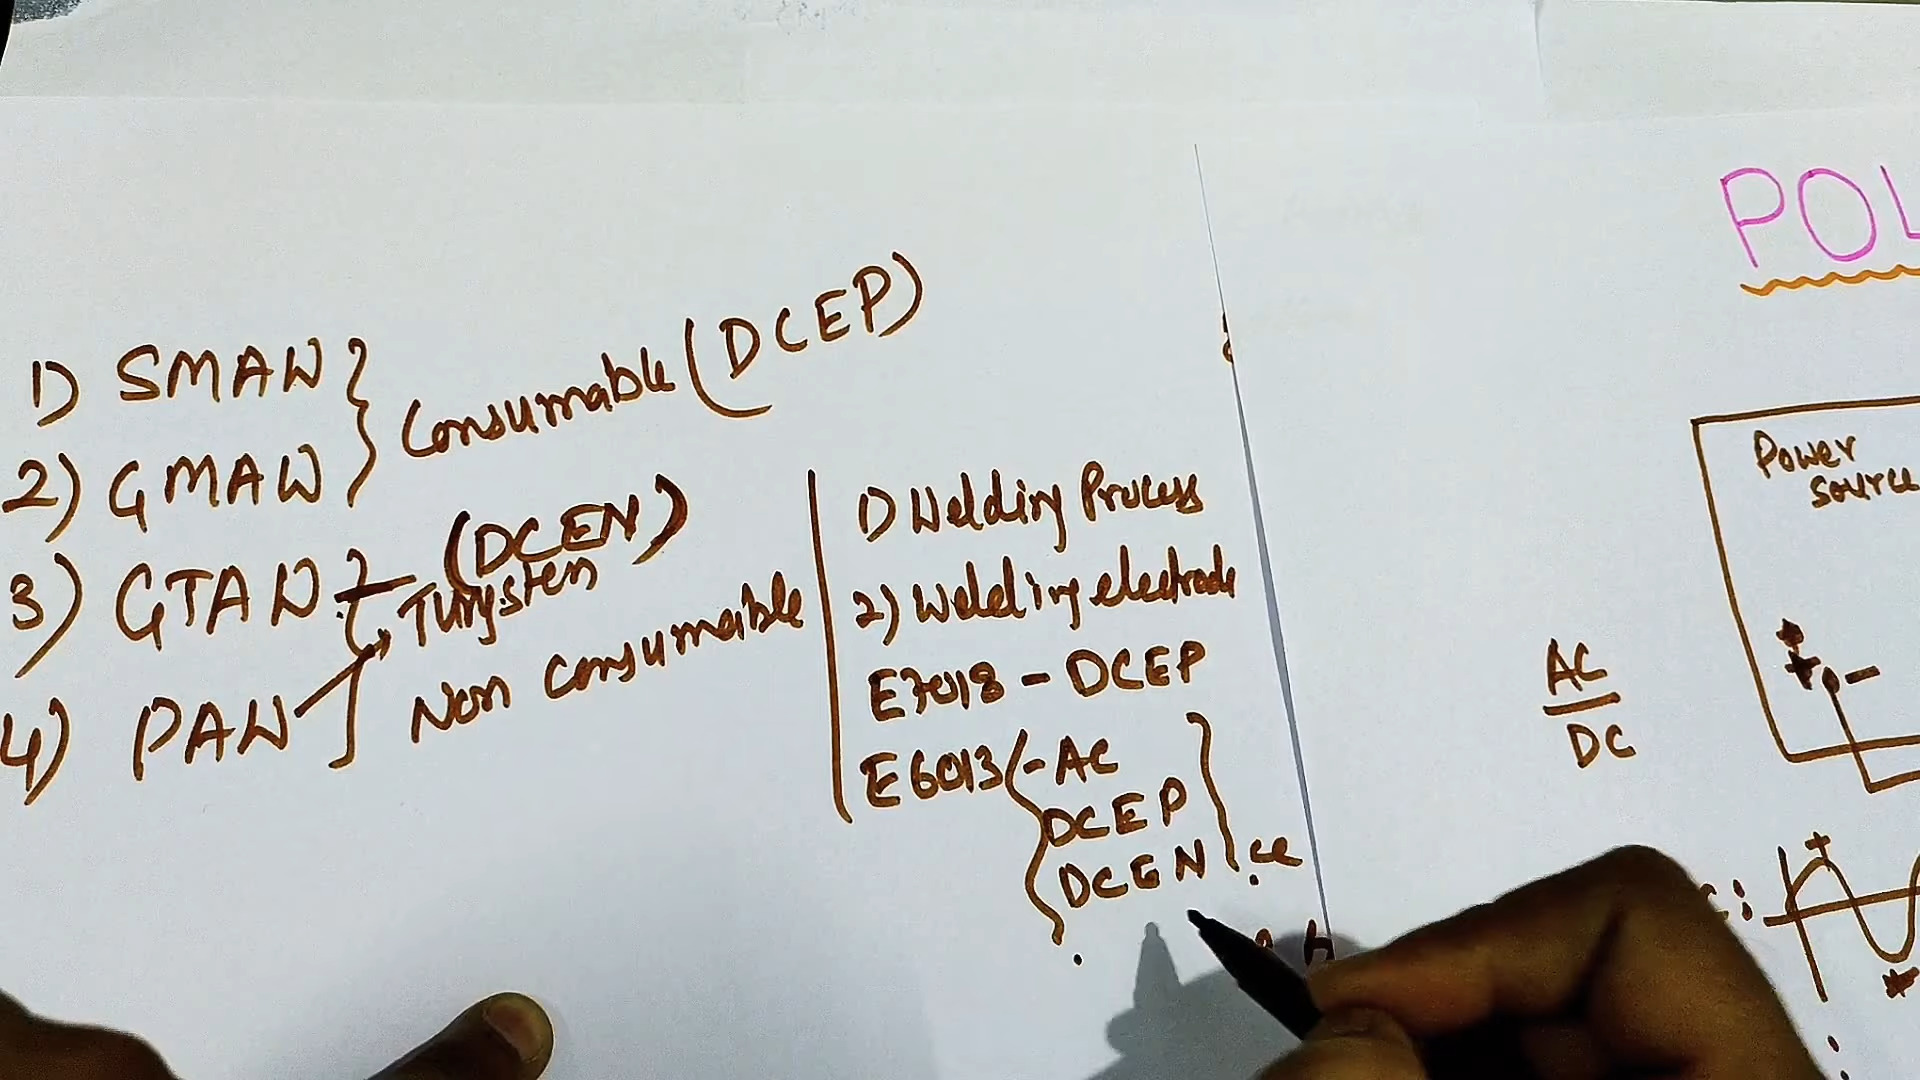 1) SMAW
2) GMAW
Consumable (DCEP)
3) GTAW
(DCEN)
Tungsten
4) PAW
Non consumable
1) Welding Process
2) Welding electrode
E7018 - DCEP
E6013 - AC
DCEP
DCEN
POL
Power
source
+ -
AC
DC
+